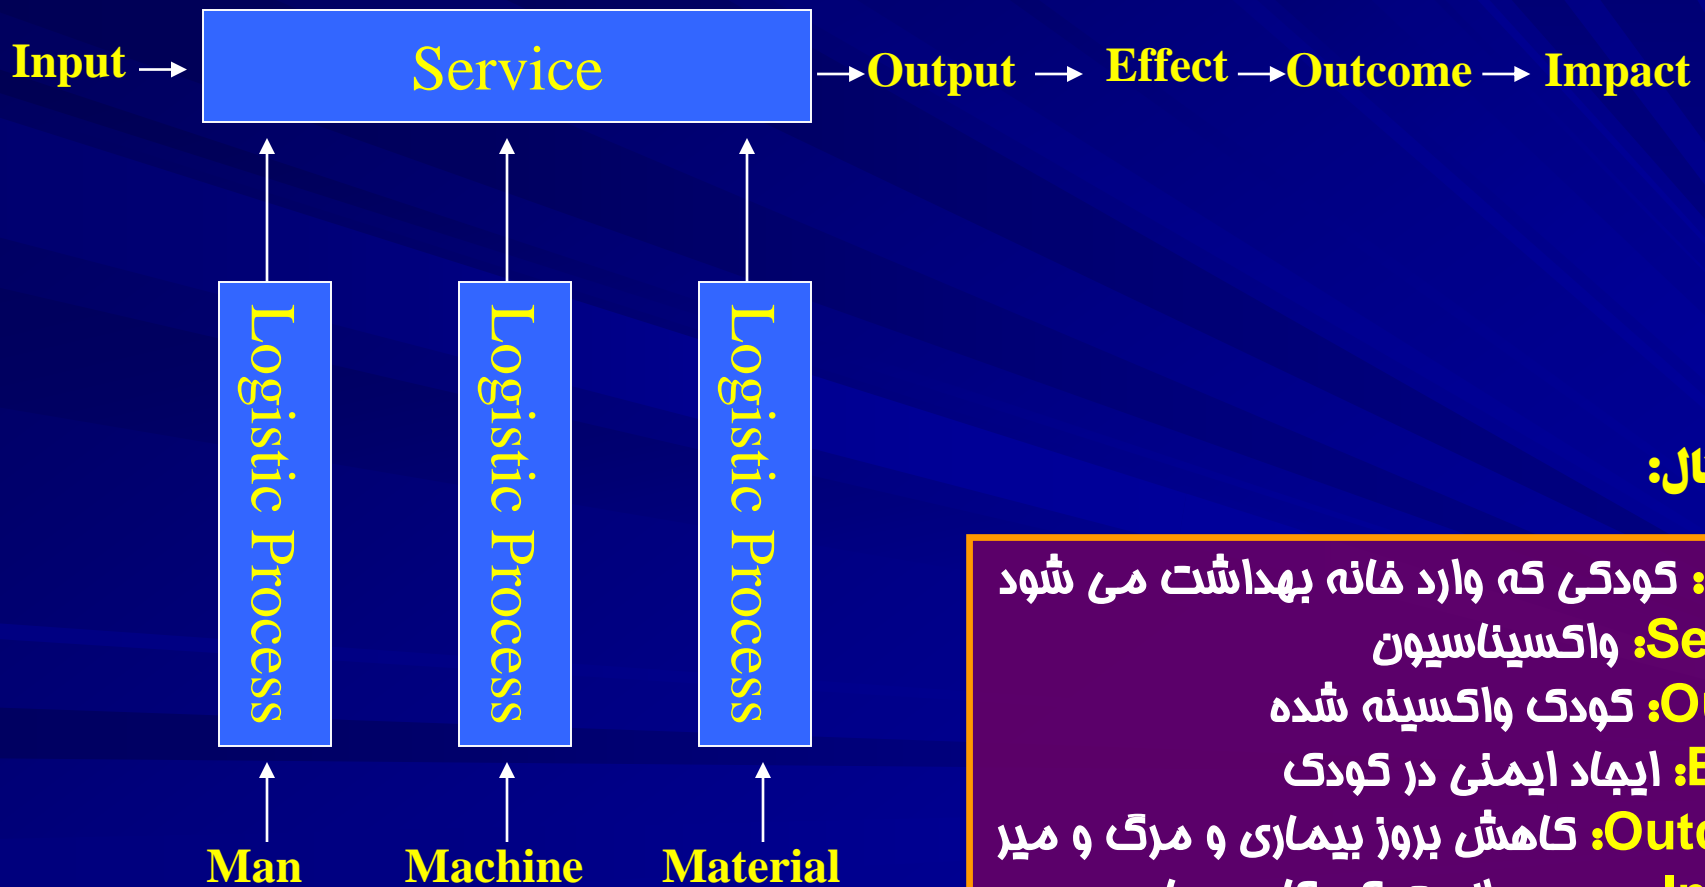 Input
Service
Output
Effect
Outcome
Impact
Logistic Process
Logistic Process
Logistic Process
Man
Machine
Material
: کودکی که وارد خانه بهداشت می شود
: واکسیناسیون
: کودک واکسینه شده
: ایجاد ایمنی در کودک
: کاهش بروز بیماری و مرگ و میر